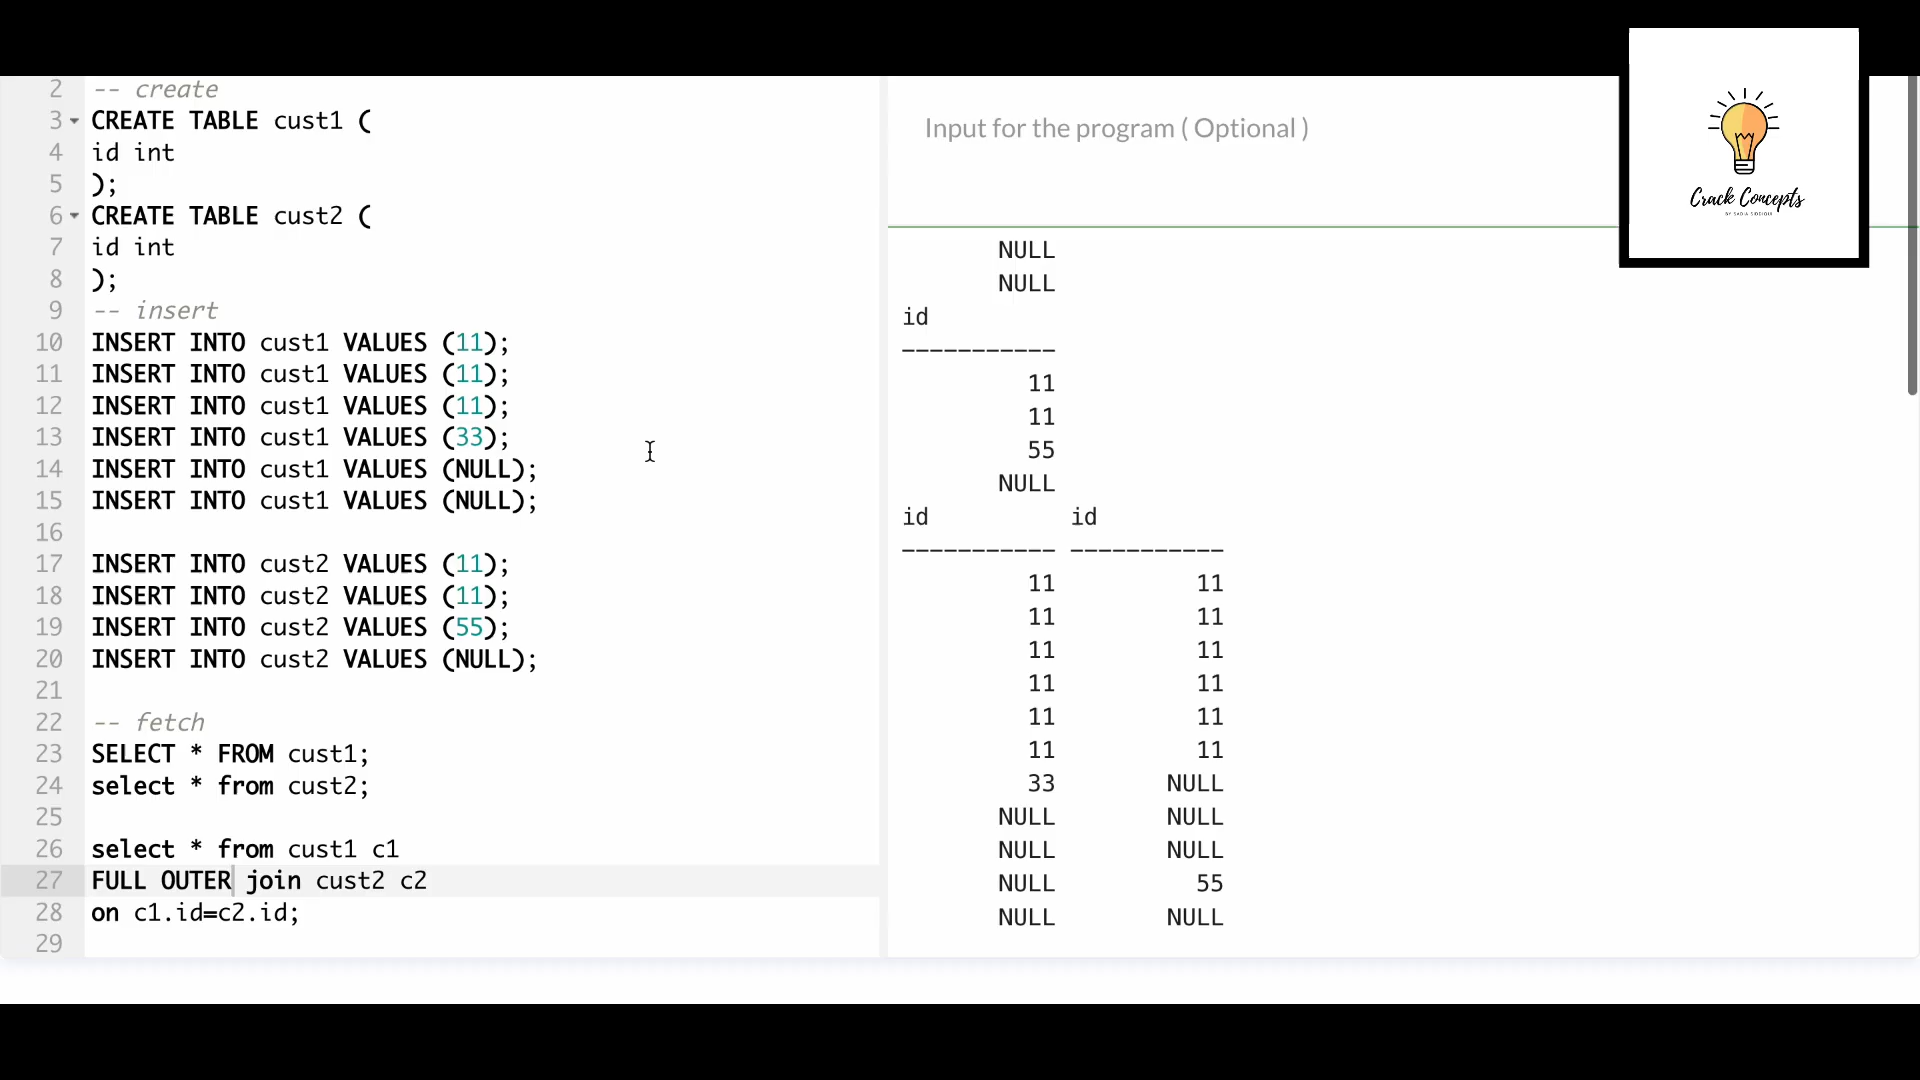 2 -- create
3 CREATE TABLE cust1 (
4 id int
5 );
6 CREATE TABLE cust2 (
7 id int
8 );
9 -- insert
10 INSERT INTO cust1 VALUES (11);
11 INSERT INTO cust1 VALUES (11);
12 INSERT INTO cust1 VALUES (11);
13 INSERT INTO cust1 VALUES (33);
14 INSERT INTO cust1 VALUES (NULL);
15 INSERT INTO cust1 VALUES (NULL);
16
17 INSERT INTO cust2 VALUES (11);
18 INSERT INTO cust2 VALUES (11);
19 INSERT INTO cust2 VALUES (55);
20 INSERT INTO cust2 VALUES (NULL);
21
22 -- fetch
23 SELECT * FROM cust1;
24 select * from cust2;
25
26 select * from cust1 c1
27 FULL OUTER join cust2 c2
28 on c1.id=c2.id;
29
Input for the program ( Optional )
NULL
NULL
id
-----------
11
11
55
NULL
id id
----------- -----------
11 11
11 11
11 11
11 11
11 11
11 11
33 NULL
NULL NULL
NULL NULL
NULL 55
NULL NULL
Crack Concepts
BY SADIA SIDDIQUI